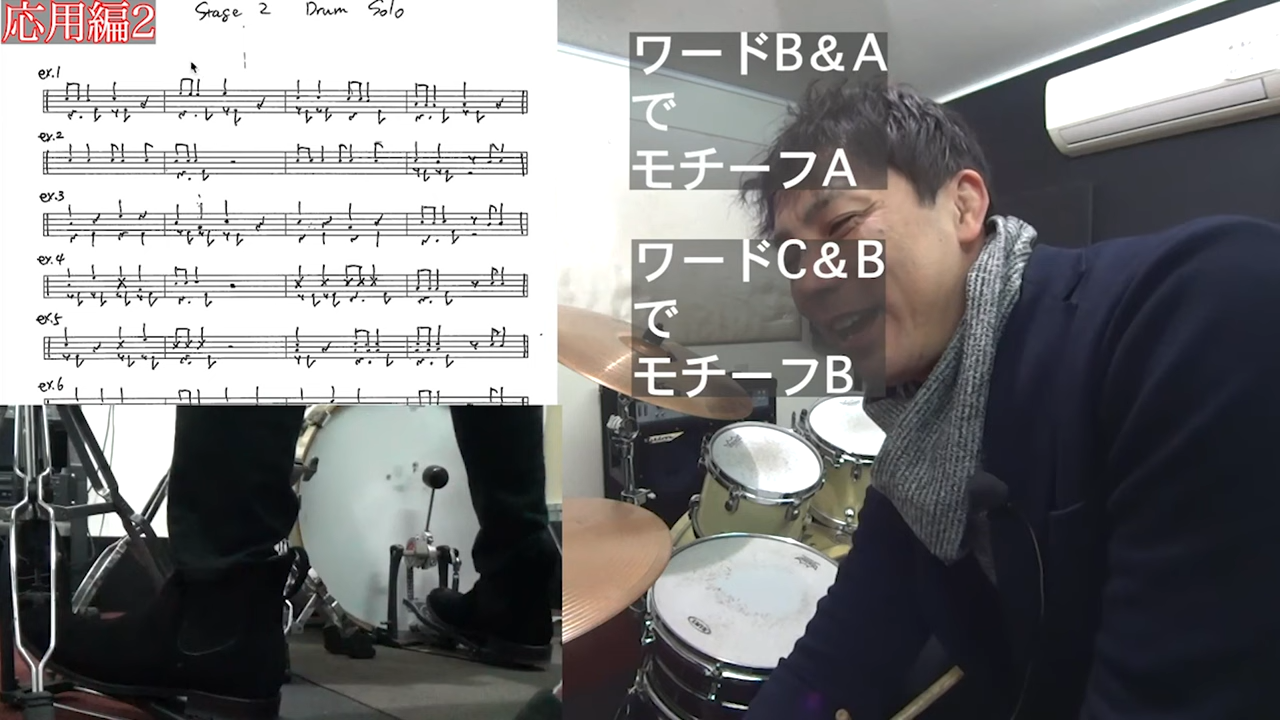 応用編2
Stage 2 Drum Solo
ex.1
ex.2
ex.3
ex.4
ex.5
ex.6
ワードB&A
で
モチーフA
ワードC&B
で
モチーフB